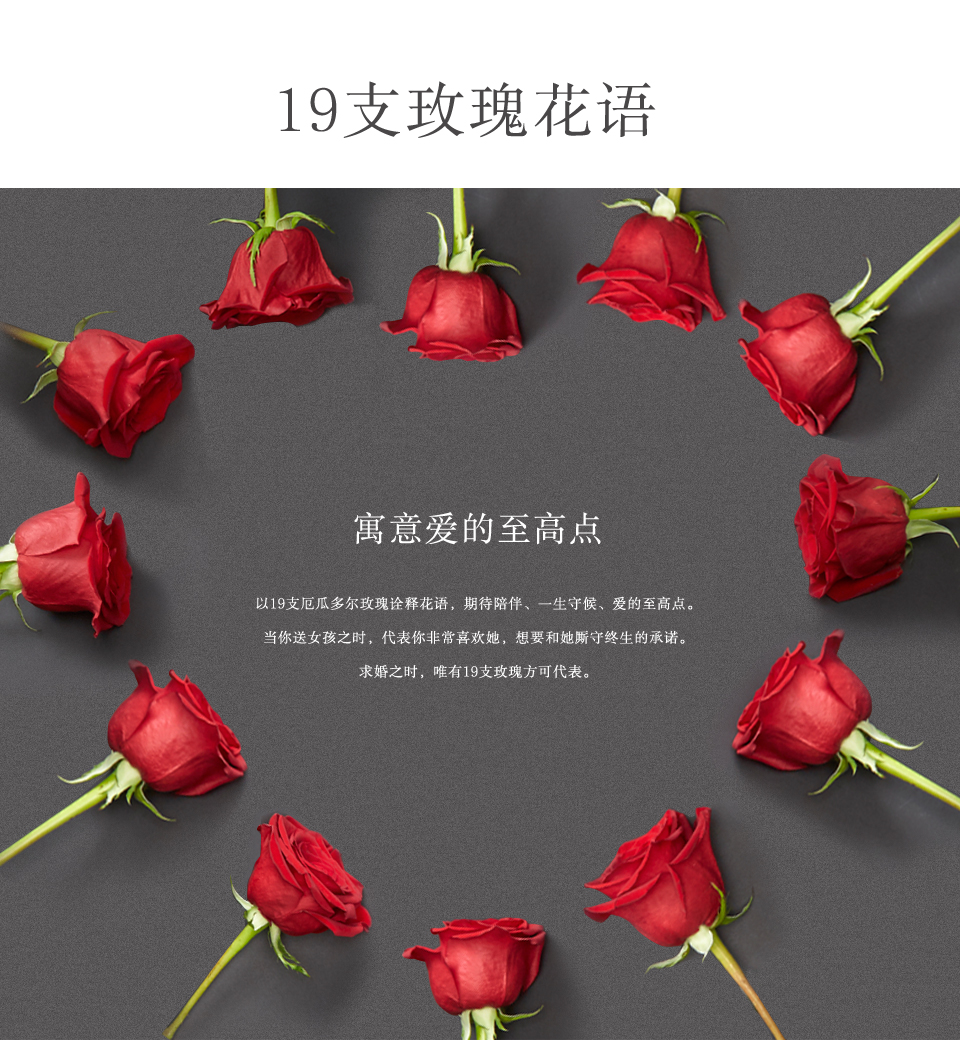 19支玫瑰花语
寓意爱的至高点
以19支厄瓜多尔玫瑰诠释花语，期待陪伴、一生守候、爱的至高点。
当你送女孩之时，代表你非常喜欢她，想要和她厮守终生的承诺。
求婚之时，唯有19支玫瑰方可代表。